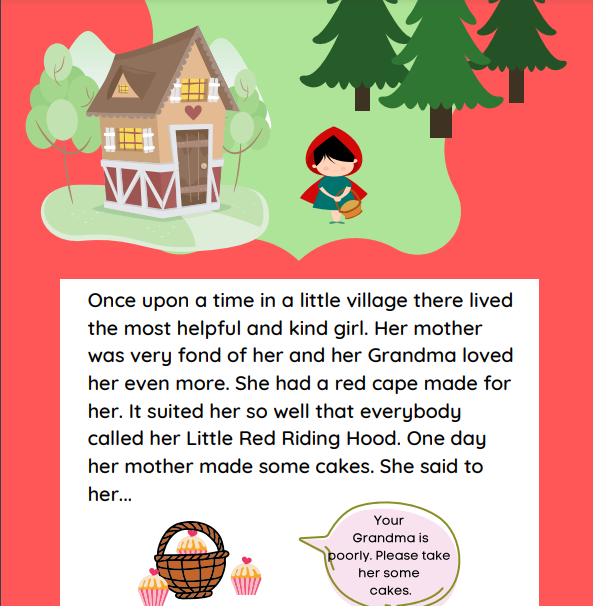 Once upon a time in a little village there lived
the most helpful and kind girl. Her mother
was very fond of her and her Grandma loved
her even more. She had a red cape made for
her. It suited her so well that everybody
called her Little Red Riding Hood. One day
her mother made some cakes. She said to
her...
Your
Grandma is
poorly. Please take
her some
cakes.